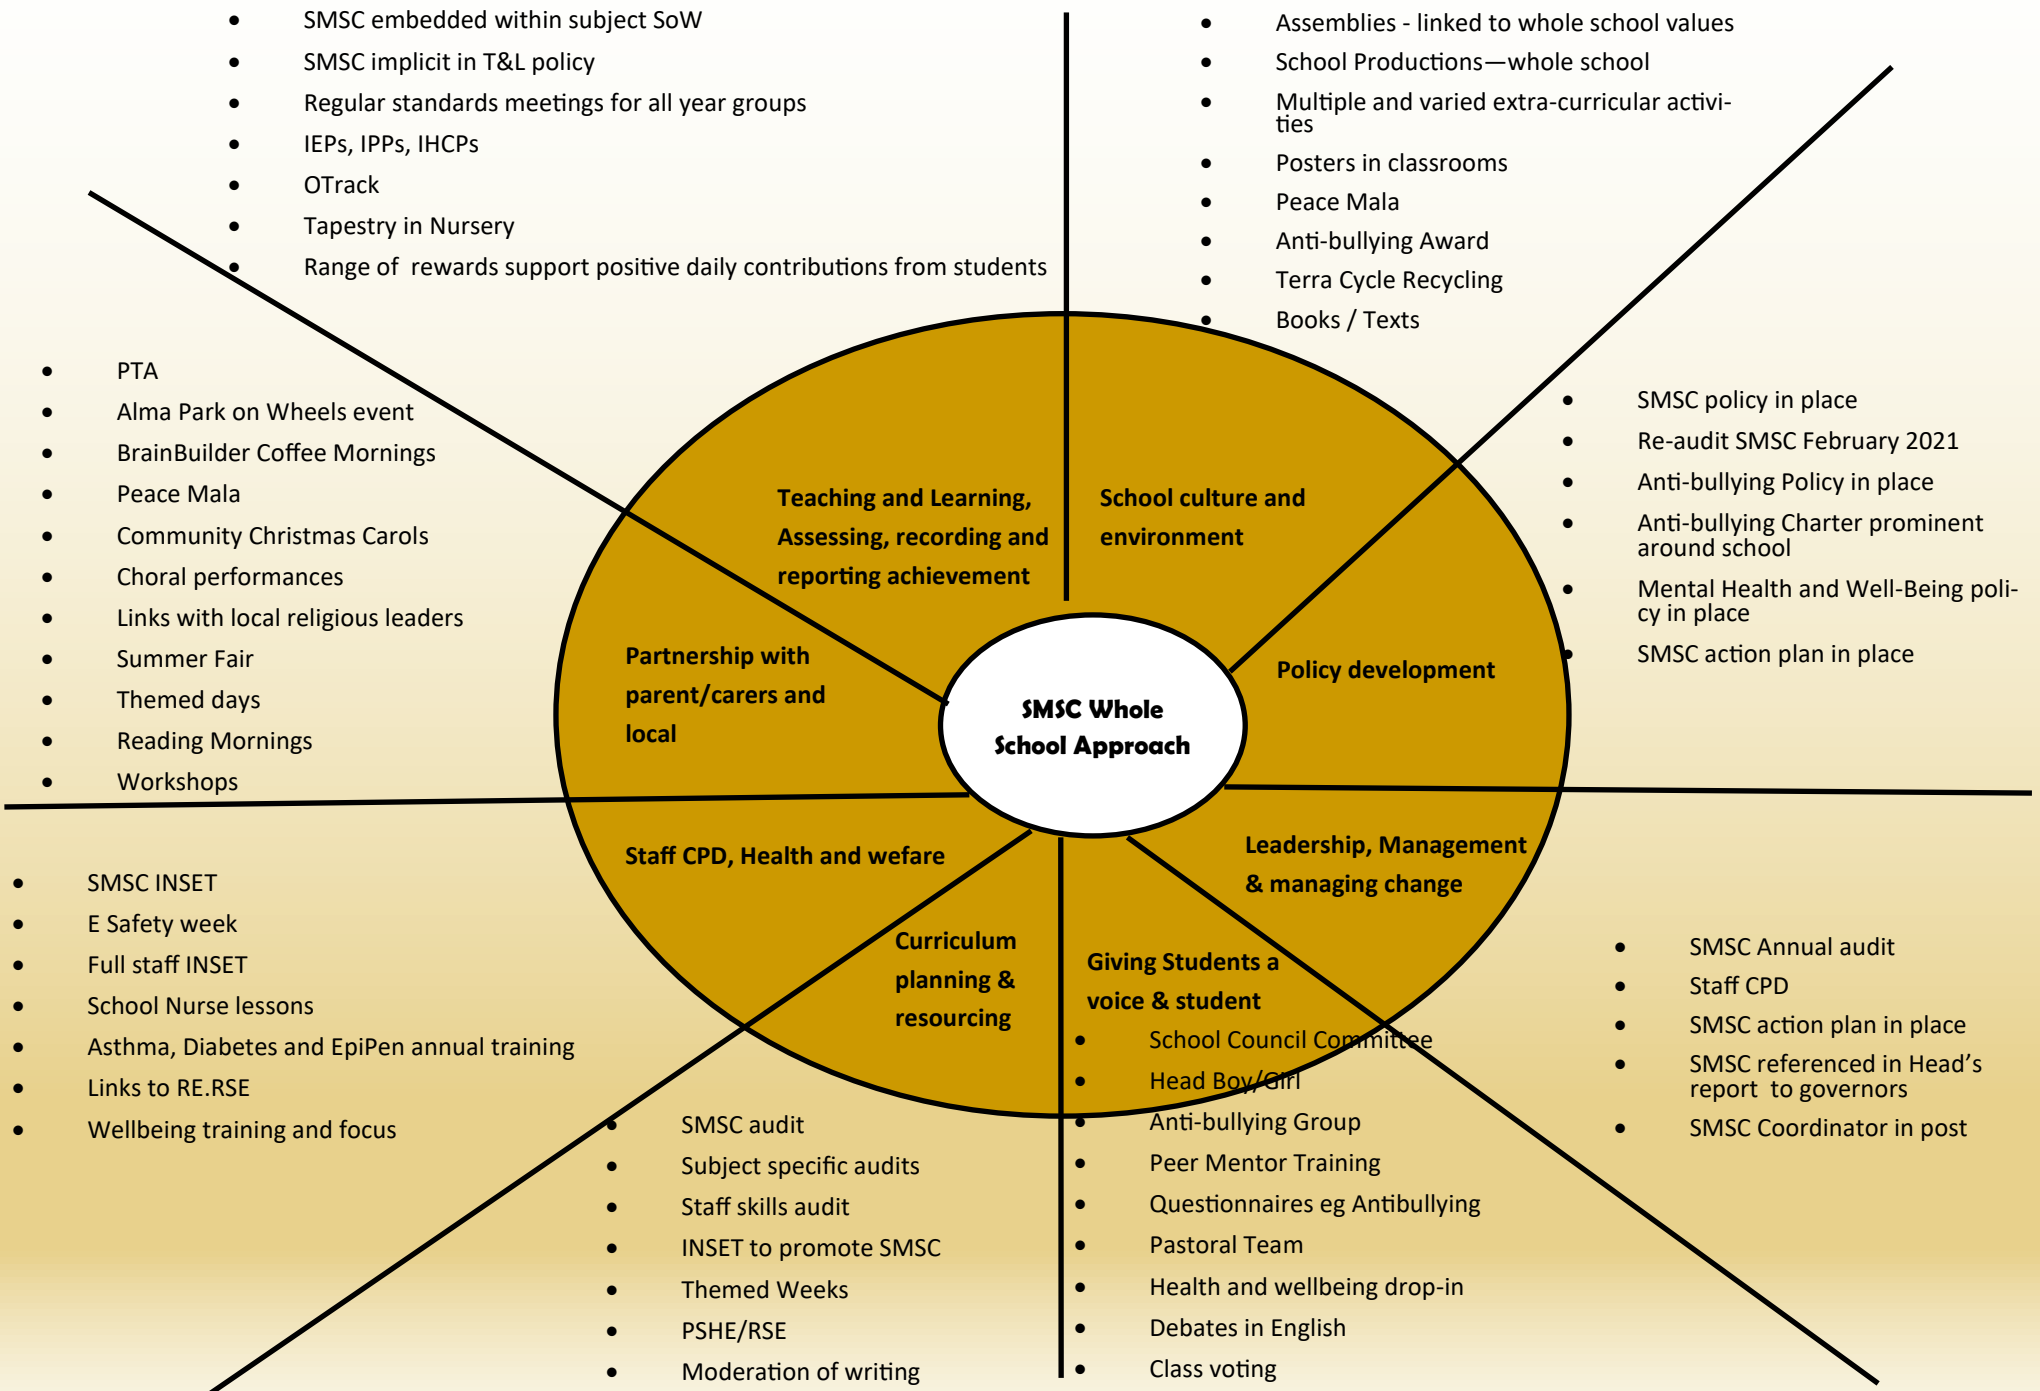 • SMSC embedded within subject SoW
• SMSC implicit in T&L policy
• Regular standards meetings for all year groups
• IEPs, IPPs, IHCPs
• OTrack
• Tapestry in Nursery
• Range of  rewards support positive daily contributions from students
• Assemblies - linked to whole school values
• School Productions—whole school
• Multiple and varied extra-curricular activi-
ties
• Posters in classrooms
• Peace Mala
• Anti-bullying Award
• Terra Cycle Recycling
• Books / Texts
• PTA
• Alma Park on Wheels event
• BrainBuilder Coffee Mornings
• Peace Mala
• Community Christmas Carols
• Choral performances
• Links with local religious leaders
• Summer Fair
• Themed days
• Reading Mornings
• Workshops
Teaching and Learning,
Assessing, recording and
reporting achievement
School culture and
environment
• SMSC policy in place
• Re-audit SMSC February 2021
• Anti-bullying Policy in place
• Anti-bullying Charter prominent
around school
• Mental Health and Well-Being poli-
cy in place
• SMSC action plan in place
Partnership with
parent/carers and
local
SMSC Whole
School Approach
Policy development
Staff CPD, Health and wefare
Leadership, Management
& managing change
• SMSC INSET
• E Safety week
• Full staff INSET
• School Nurse lessons
• Asthma, Diabetes and EpiPen annual training
• Links to RE.RSE
• Wellbeing training and focus
Curriculum
planning &
resourcing
Giving Students a
voice & student
• School Council Committee
• Head Boy/Girl
• Anti-bullying Group
• Peer Mentor Training
• Questionnaires eg Antibullying
• Pastoral Team
• Health and wellbeing drop-in
• Debates in English
• Class voting
• SMSC audit
• Subject specific audits
• Staff skills audit
• INSET to promote SMSC
• Themed Weeks
• PSHE/RSE
• Moderation of writing
• SMSC Annual audit
• Staff CPD
• SMSC action plan in place
• SMSC referenced in Head’s
report  to governors
• SMSC Coordinator in post